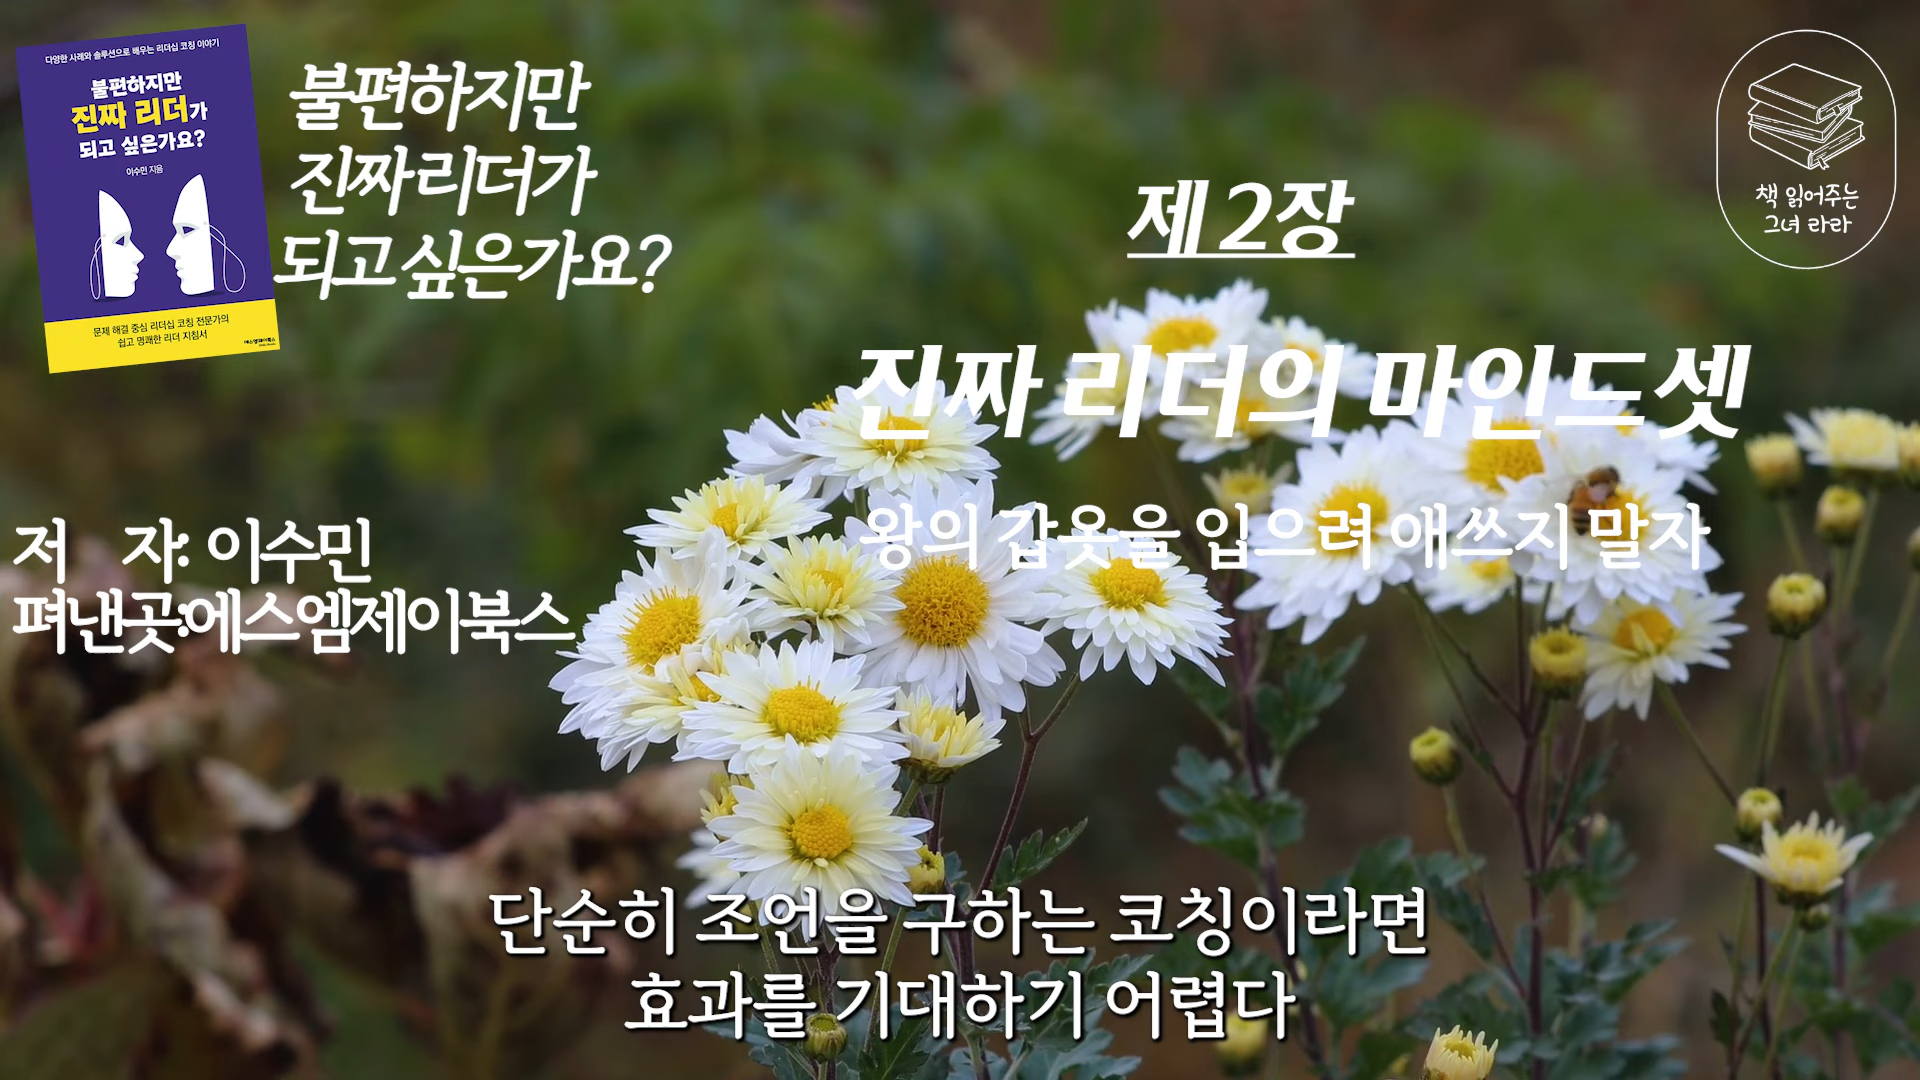 다양한 사례와 솔루션으로 배우는 리더십 코칭 이야기
불편하지만
진짜 리더가
되고 싶은가요?
이수민 지음
문제 해결 중심 리더십 코칭 전문가의
쉽고 명쾌한 리더 지침서
에스엠제이북스
불편하지만
진짜 리더가
되고 싶은가요?
책 읽어주는
그녀 라라
제 2장
진짜 리더의 마인드셋
왕의 갑옷을 입으려 애쓰지 말자
저 자: 이수민
펴낸곳:에스엠제이북스
단순히 조언을 구하는 코칭이라면
효과를 기대하기 어렵다